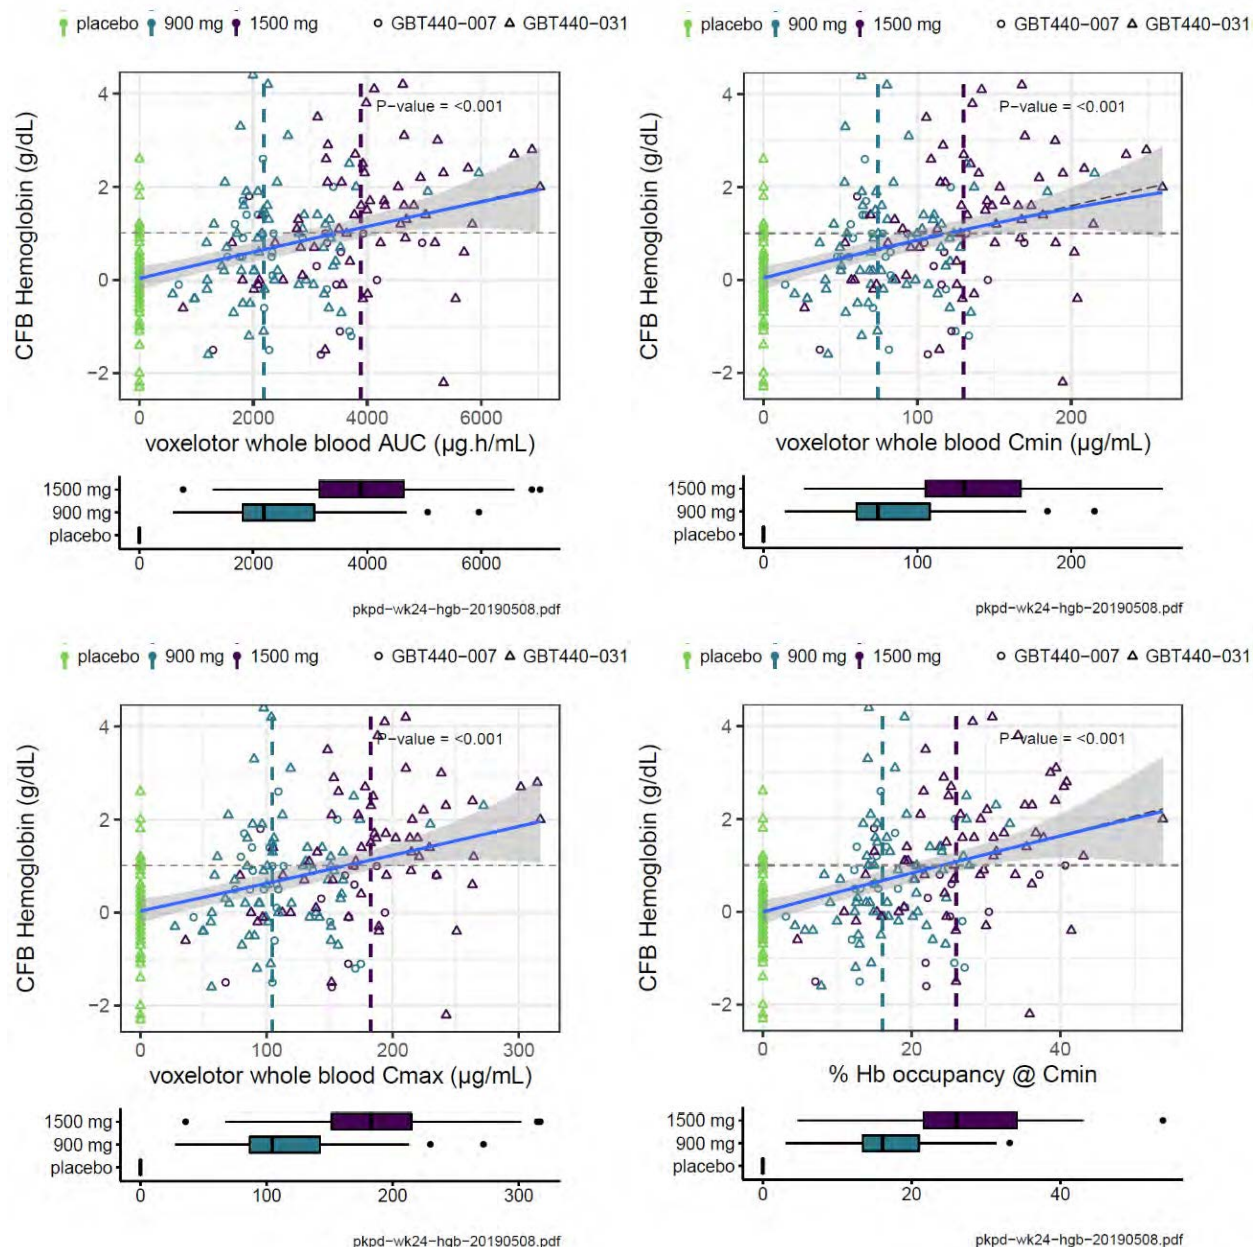 placebo 900 mg 1500 mg GBT440−007 GBT440−031
CFB Hemoglobin (g/dL)
4
2
0
−2
P−value = <0.001
0 2000 4000 6000
voxelotor whole blood AUC (µg.h/mL)
1500 mg
900 mg
placebo
0 2000 4000 6000
pkpd−wk24−hgb−20190508.pdf
placebo 900 mg 1500 mg GBT440−007 GBT440−031
CFB Hemoglobin (g/dL)
4
2
0
−2
P−value = <0.001
0 100 200
voxelotor whole blood Cmin (µg/mL)
1500 mg
900 mg
placebo
0 100 200
pkpd−wk24−hgb−20190508.pdf
placebo 900 mg 1500 mg GBT440−007 GBT440−031
CFB Hemoglobin (g/dL)
4
2
0
−2
P−value = <0.001
0 100 200 300
voxelotor whole blood Cmax (µg/mL)
1500 mg
900 mg
placebo
0 100 200 300
pkpd−wk24−hgb−20190508.pdf
placebo 900 mg 1500 mg GBT440−007 GBT440−031
CFB Hemoglobin (g/dL)
4
2
0
−2
P−value = <0.001
0 20 40
% Hb occupancy @ Cmin
1500 mg
900 mg
placebo
0 20 40
pkpd−wk24−hgb−20190508.pdf